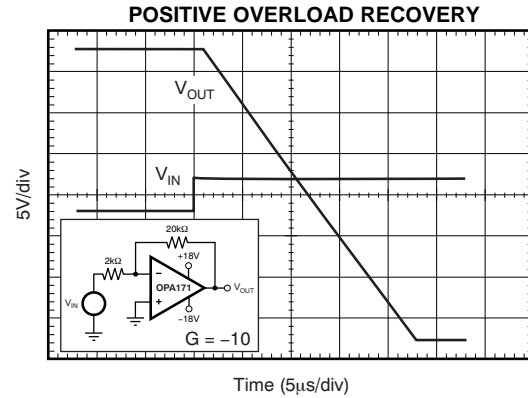 POSITIVE OVERLOAD RECOVERY
V_OUT
V_IN
5V/div
20kΩ
+18V
2kΩ
−
OPA171
V_OUT
+
V_IN
−18V
G = −10
Time (5μs/div)